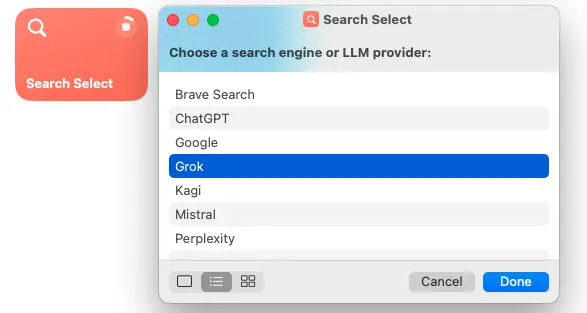 Search Select
Search Select
Choose a search engine or LLM provider:
Brave Search
ChatGPT
Google
Grok
Kagi
Mistral
Perplexity
Cancel
Done